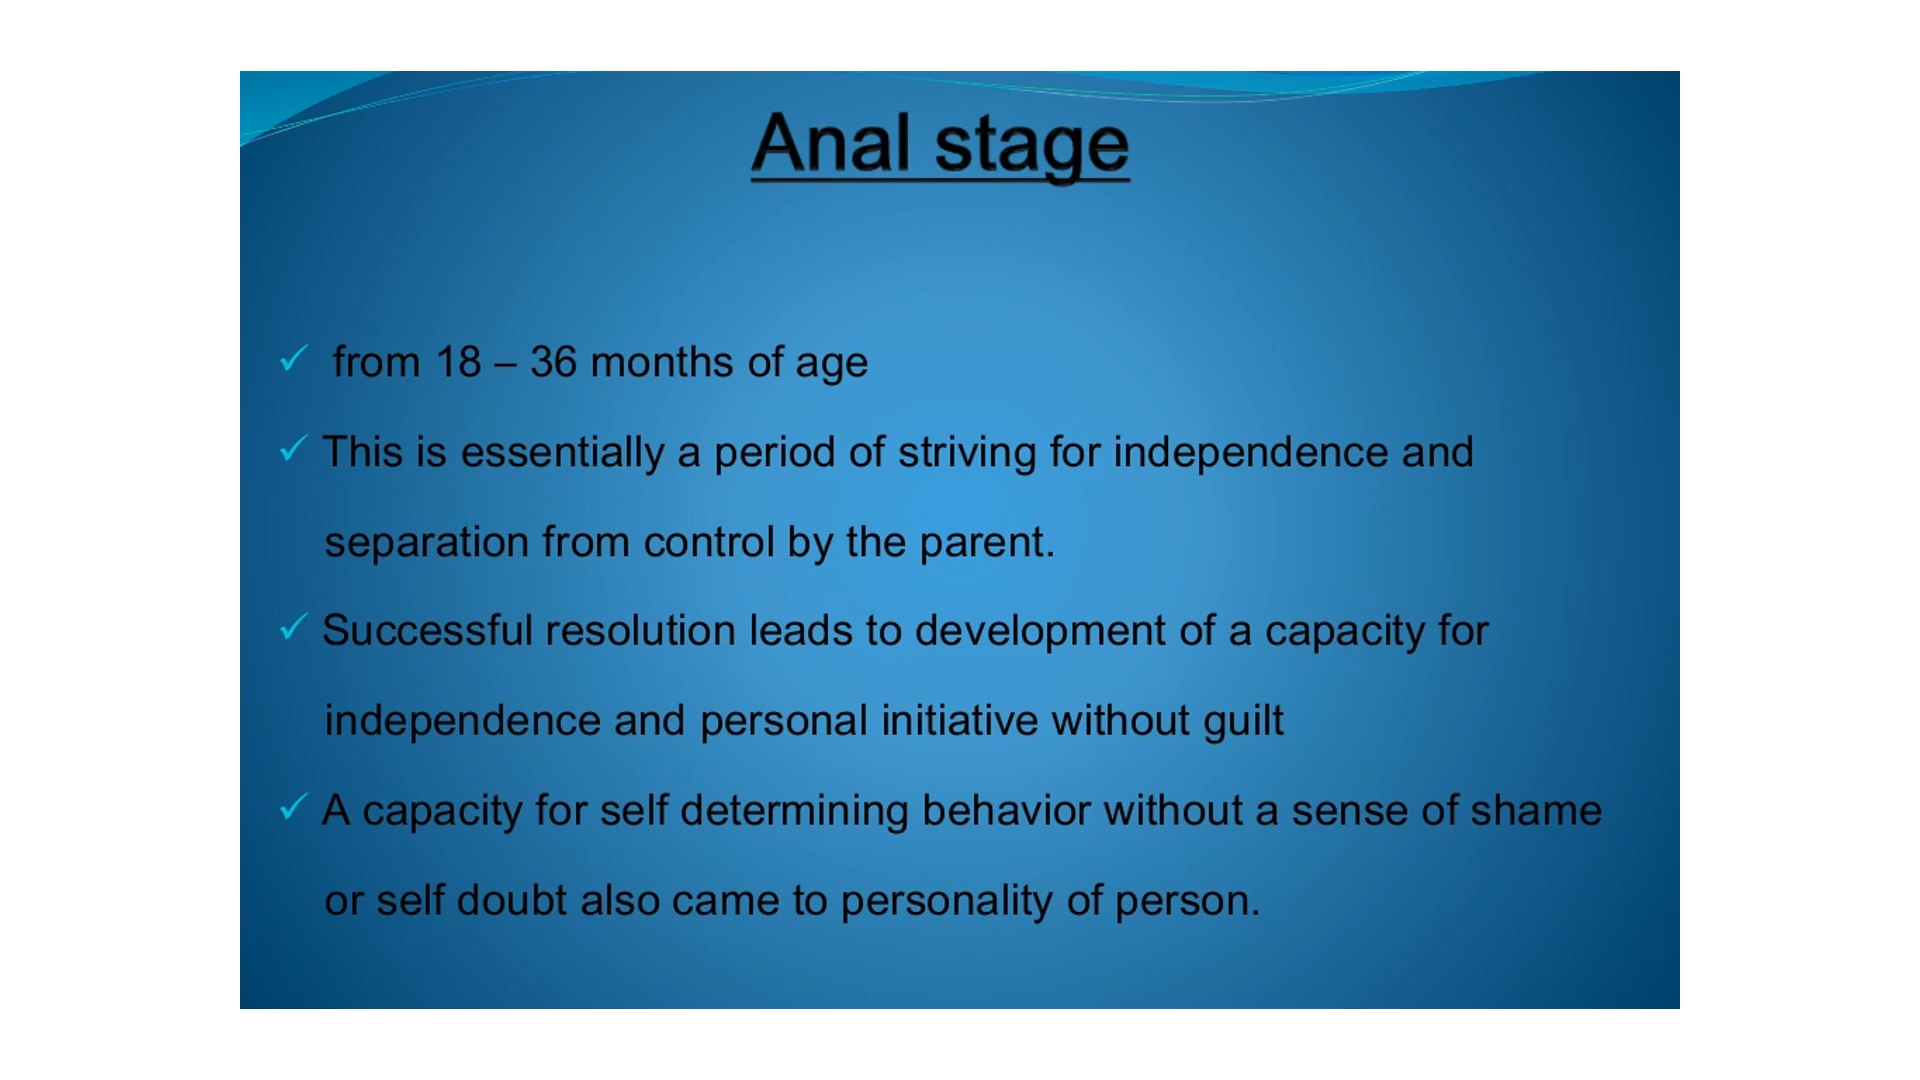 Anal stage
✓ from 18 – 36 months of age
✓ This is essentially a period of striving for independence and
separation from control by the parent.
✓ Successful resolution leads to development of a capacity for
independence and personal initiative without guilt
✓ A capacity for self determining behavior without a sense of shame
or self doubt also came to personality of person.